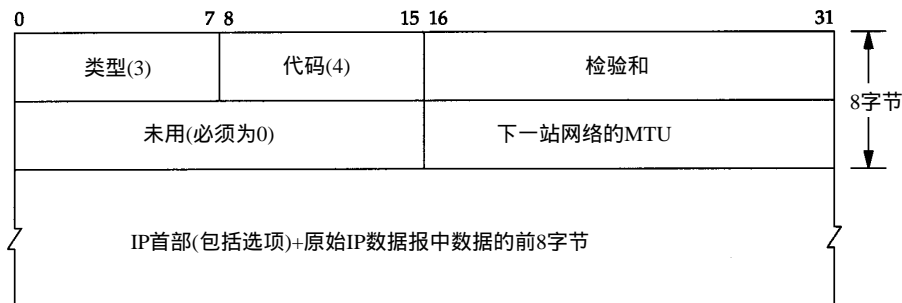 0 7 8 15 16 31
类型(3) 代码(4) 检验和
8字节
未用(必须为0) 下一站网络的MTU
IP首部(包括选项)+原始IP数据报中数据的前8字节